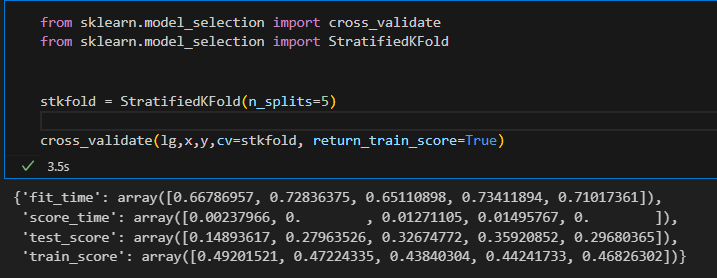 from sklearn.model_selection import cross_validate
from sklearn.model_selection import StratifiedKFold
stkfold = StratifiedKFold(n_splits=5)
cross_validate(lg,x,y,cv=stkfold, return_train_score=True)
✓ 3.5s
{'fit_time': array([0.66786957, 0.72836375, 0.65110898, 0.73411894, 0.71017361]),
'score_time': array([0.00237966, 0. , 0.01271105, 0.01495767, 0. ]),
'test_score': array([0.14893617, 0.27963526, 0.32674772, 0.35920852, 0.29680365]),
'train_score': array([0.49201521, 0.47224335, 0.43840304, 0.44241733, 0.46826302])}